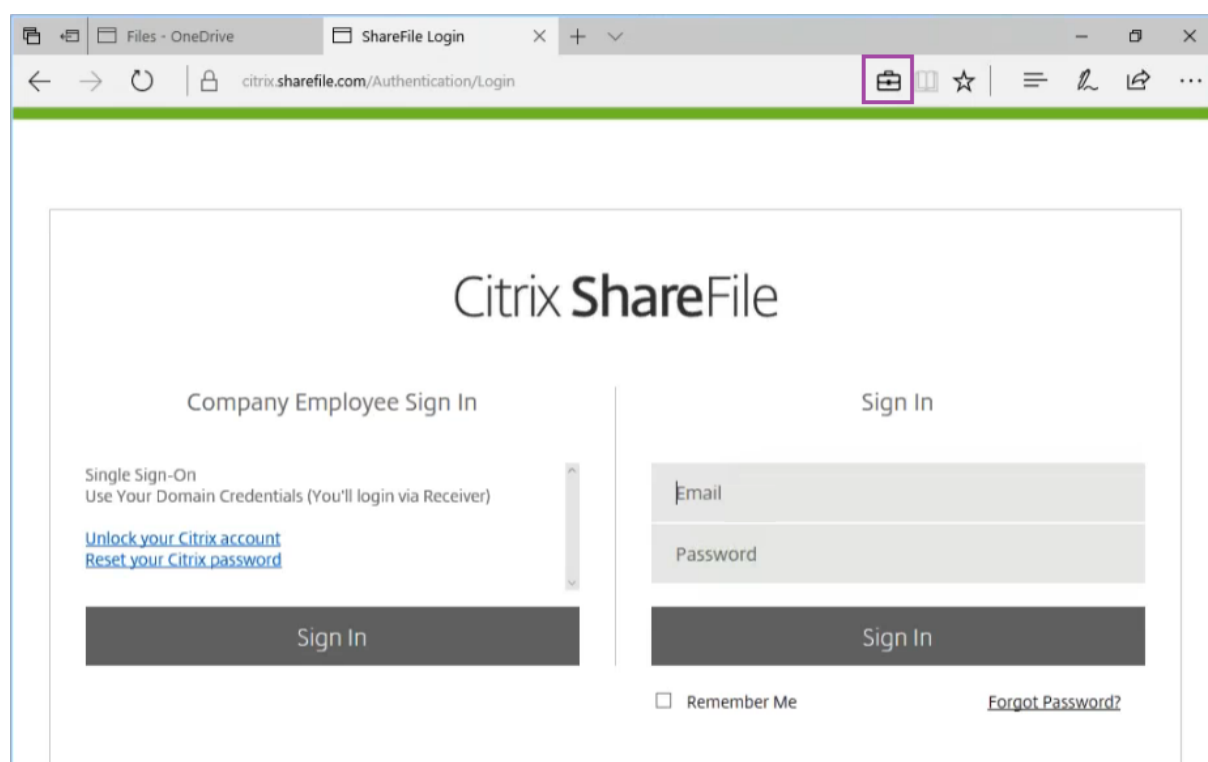 Files - OneDrive
ShareFile Login
citrix.sharefile.com/Authentication/Login
Citrix ShareFile
Company Employee Sign In
Single Sign-On
Use Your Domain Credentials (You'll login via Receiver)
Unlock your Citrix account
Reset your Citrix password
Sign In
Sign In
Email
Password
Sign In
Remember Me
Forgot Password?